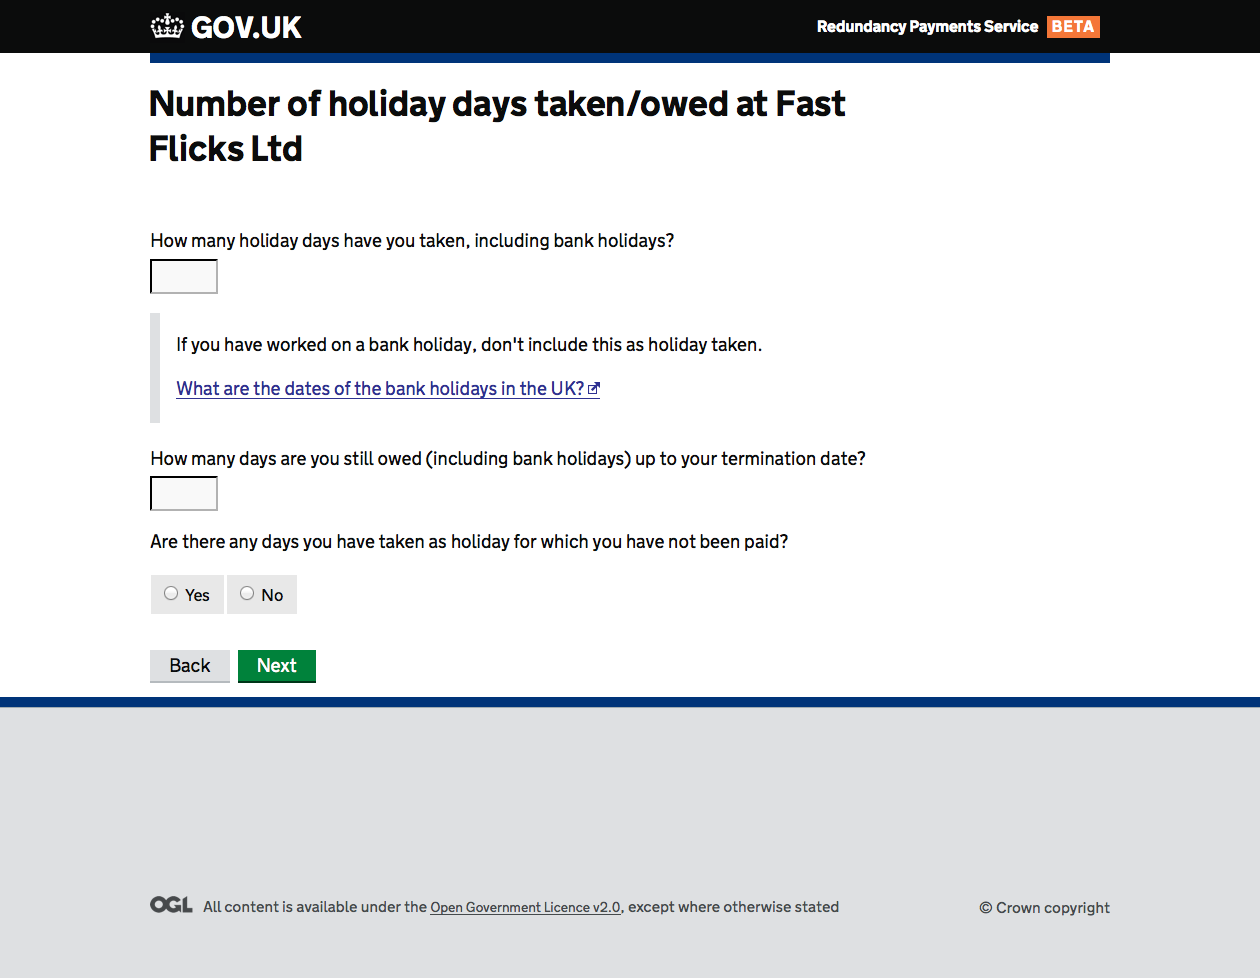 GOV.UK
Redundancy Payments Service BETA
Number of holiday days taken/owed at Fast
Flicks Ltd
How many holiday days have you taken, including bank holidays?
If you have worked on a bank holiday, don't include this as holiday taken.
What are the dates of the bank holidays in the UK?
How many days are you still owed (including bank holidays) up to your termination date?
Are there any days you have taken as holiday for which you have not been paid?
Yes No
Back Next
OGL All content is available under the Open Government Licence v2.0, except where otherwise stated
© Crown copyright